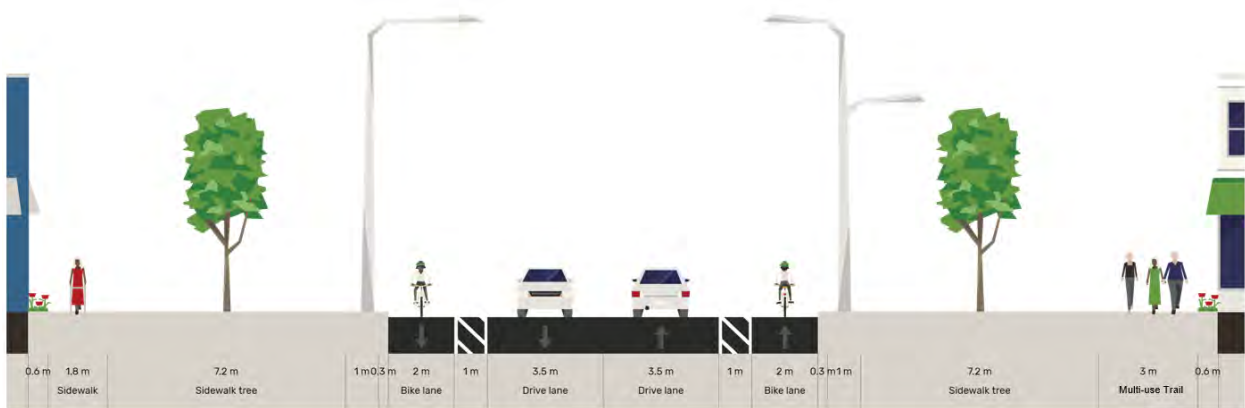 0.6 m 1.8 m 7.2 m 1 m 0.3 m 2 m 1 m 3.5 m 3.5 m 1 m 2 m 0.3 m 1 m 7.2 m 3 m 0.6 m
Sidewalk Sidewalk tree Bike lane Drive lane Drive lane Bike lane Sidewalk tree Multi-use Trail